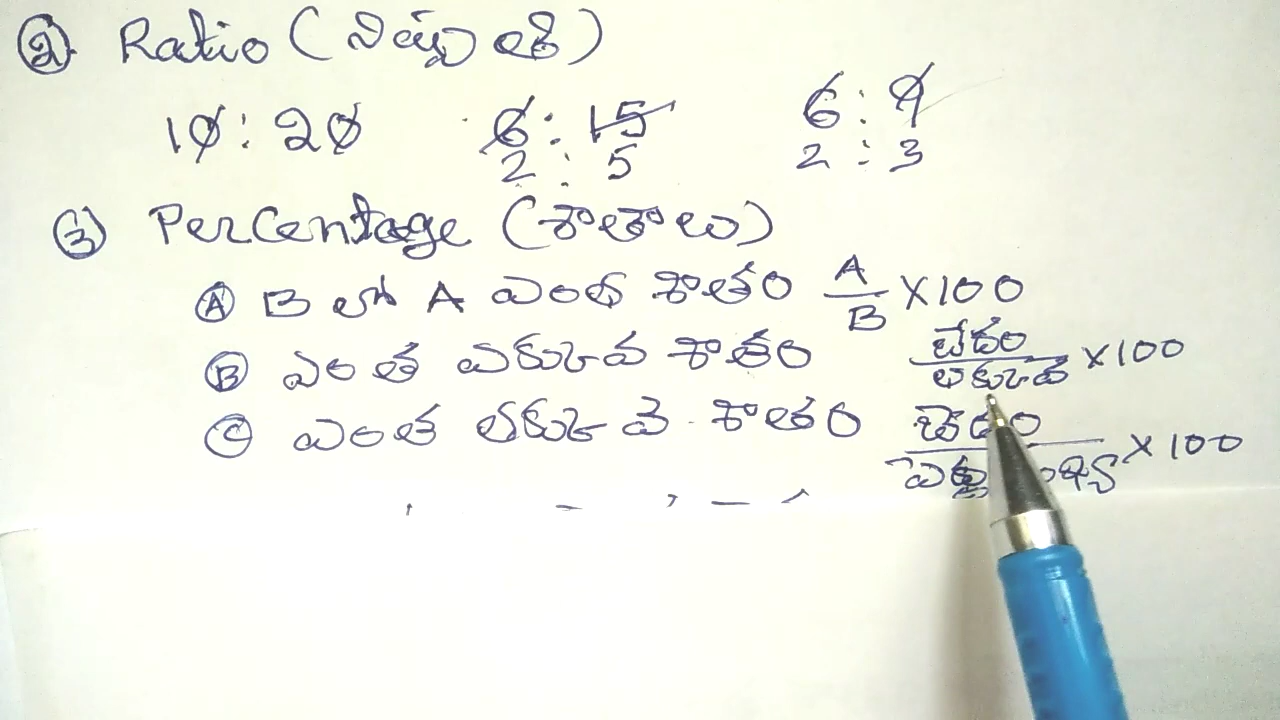 ② Ratio (నిష్పత్తి)
10 : 20 6 : 15 6 : 9
2 : 5 2 : 3
③ Percentage (శాతాలు)
Ⓐ B లో A ఎంత శాతం A/B × 100
Ⓑ ఎంత ఎక్కువ శాతం బేదం/తక్కువ × 100
Ⓒ ఎంత తక్కువ శాతం బేదం × 100